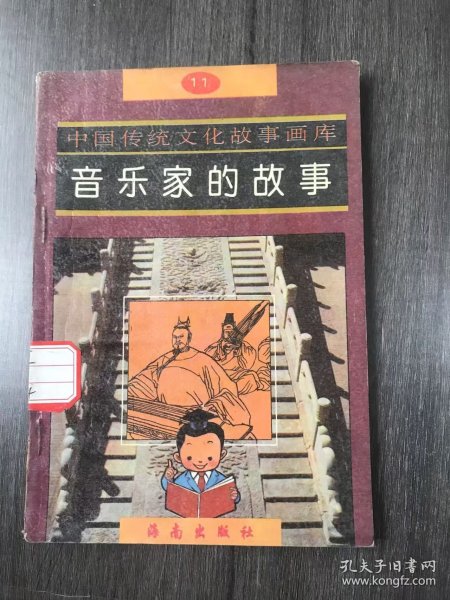 11
中国传统文化故事画库
音乐家的故事
海南出版社
孔夫子旧书网
www.kongfz.com